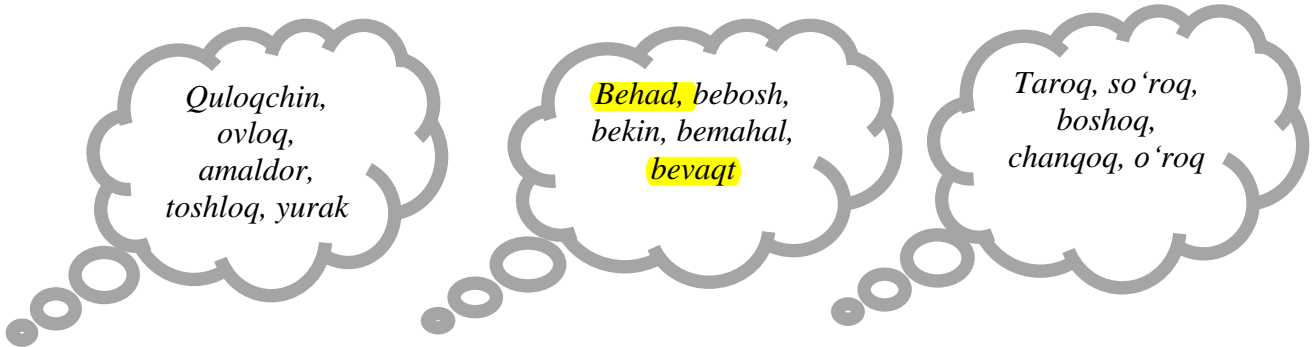 Quloqchin,
ovloq,
amaldor,
toshloq, yurak
Behad, bebosh,
bekin, bemahal,
bevaqt
Taroq, so‘roq,
boshoq,
chanqoq, o‘roq